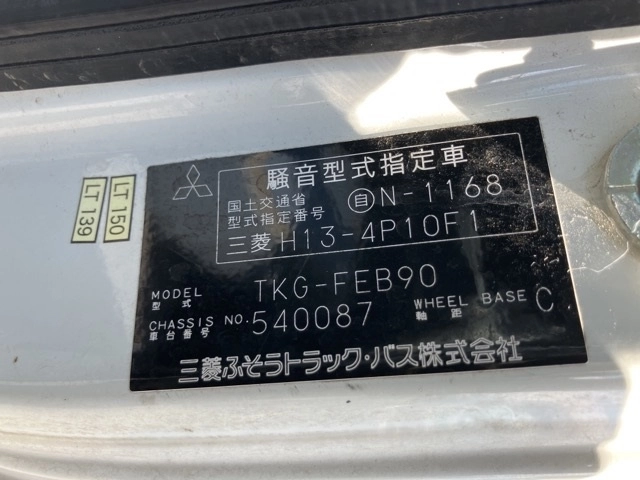 騒音型式指定車
国土交通省
型式指定番号
自N-1168
三菱 H13-4P10F1
MODEL
型式
TKG-FEB90
CHASSIS NO.
車台番号
540087
WHEEL BASE
軸距
C
三菱ふそうトラック・バス株式会社
LT 150
LT 139